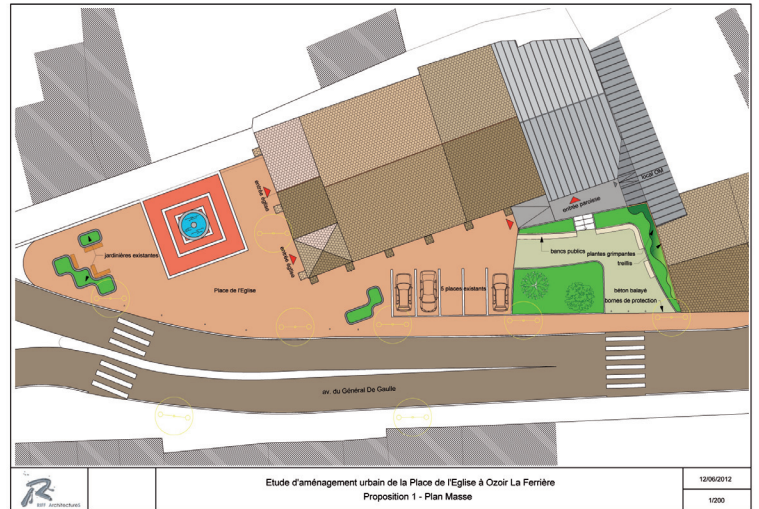 entrée église
entrée église
jardinières existantes
Place de l'Eglise
5 places existants
local OM
entrée paroisse
bancs publics
plantes grimpantes
treillis
béton balayé
bornes de protection
av. du Général De Gaulle
RIFF Architectures
Etude d'aménagement urbain de la Place de l'Eglise à Ozoir La Ferrière
Proposition 1 - Plan Masse
12/06/2012
1/200